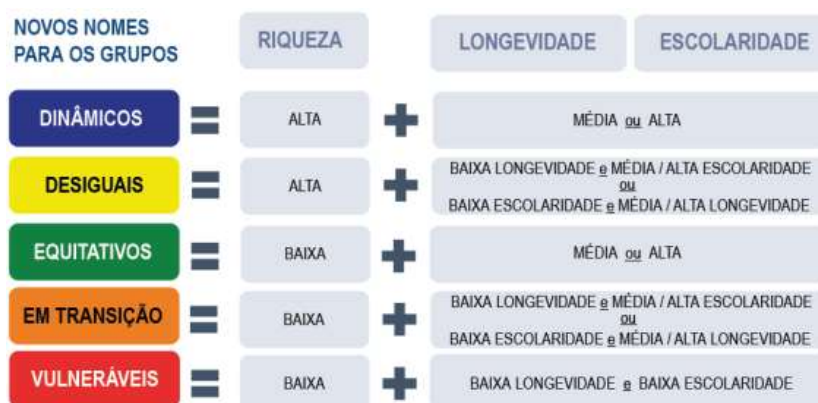 NOVOS NOMES
PARA OS GRUPOS
RIQUEZA
LONGEVIDADE
ESCOLARIDADE
DINÂMICOS
ALTA
MÉDIA ou ALTA
DESIGUAIS
ALTA
BAIXA LONGEVIDADE e MÉDIA / ALTA ESCOLARIDADE
ou
BAIXA ESCOLARIDADE e MÉDIA / ALTA LONGEVIDADE
EQUITATIVOS
BAIXA
MÉDIA ou ALTA
EM TRANSIÇÃO
BAIXA
BAIXA LONGEVIDADE e MÉDIA / ALTA ESCOLARIDADE
ou
BAIXA ESCOLARIDADE e MÉDIA / ALTA LONGEVIDADE
VULNERÁVEIS
BAIXA
BAIXA LONGEVIDADE e BAIXA ESCOLARIDADE